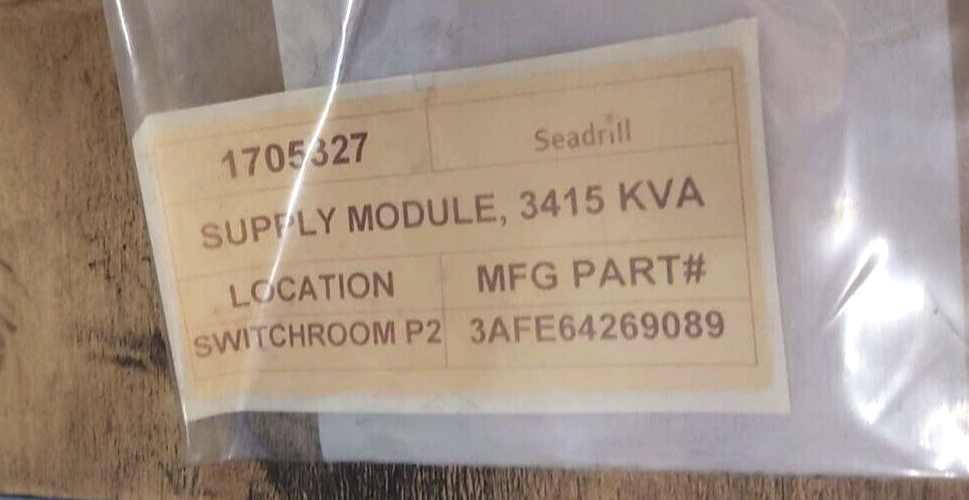 1705327 Seadrill
SUPPLY MODULE, 3415 KVA
LOCATION MFG PART#
SWITCHROOM P2 3AFE64269089